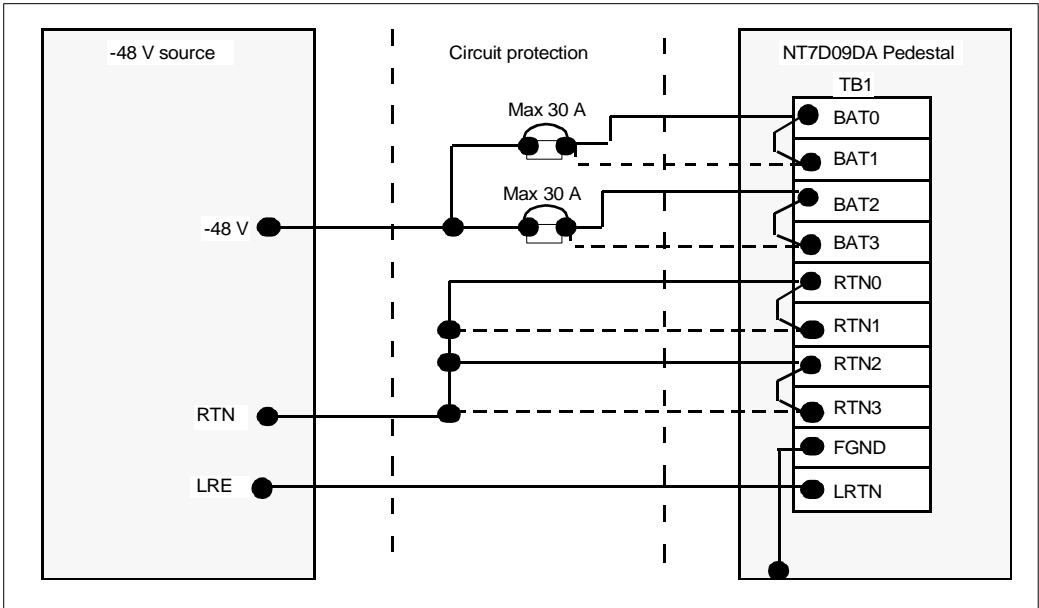 -48 V source
Circuit protection
NT7D09DA Pedestal
TB1
Max 30 A
BAT0
BAT1
Max 30 A
BAT2
-48 V
BAT3
RTN0
RTN1
RTN2
RTN
RTN3
FGND
LRE
LRTN